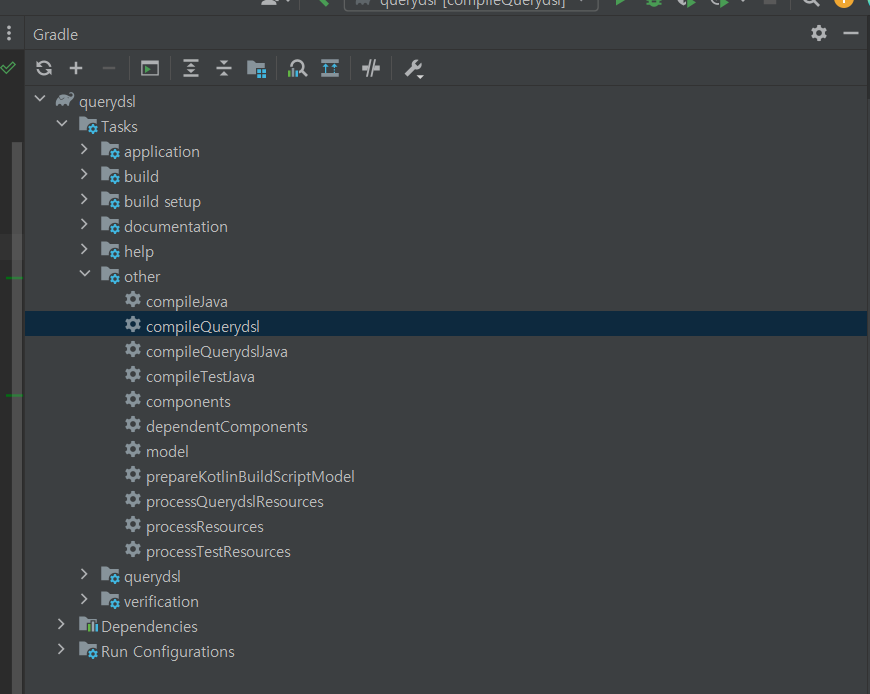 querydsl [compileQuerydsl]
Gradle
querydsl
Tasks
application
build
build setup
documentation
help
other
compileJava
compileQuerydsl
compileQuerydslJava
compileTestJava
components
dependentComponents
model
prepareKotlinBuildScriptModel
processQuerydslResources
processResources
processTestResources
querydsl
verification
Dependencies
Run Configurations